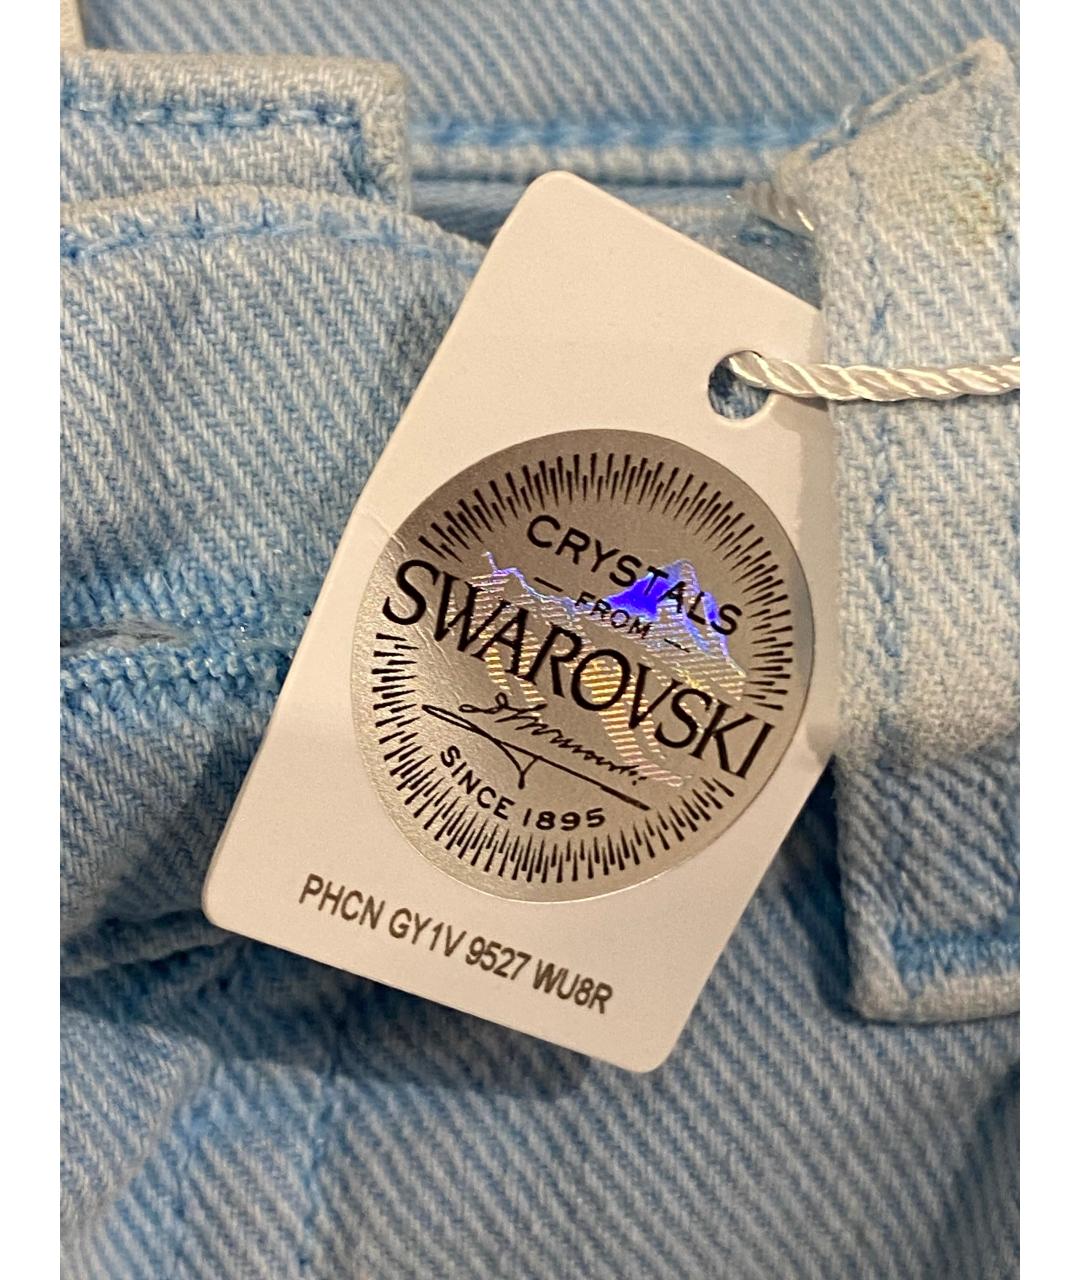 CRYSTALS
— FROM —
SWAROVSKI
SINCE 1895
PHCN GY1V 9527 WU8R